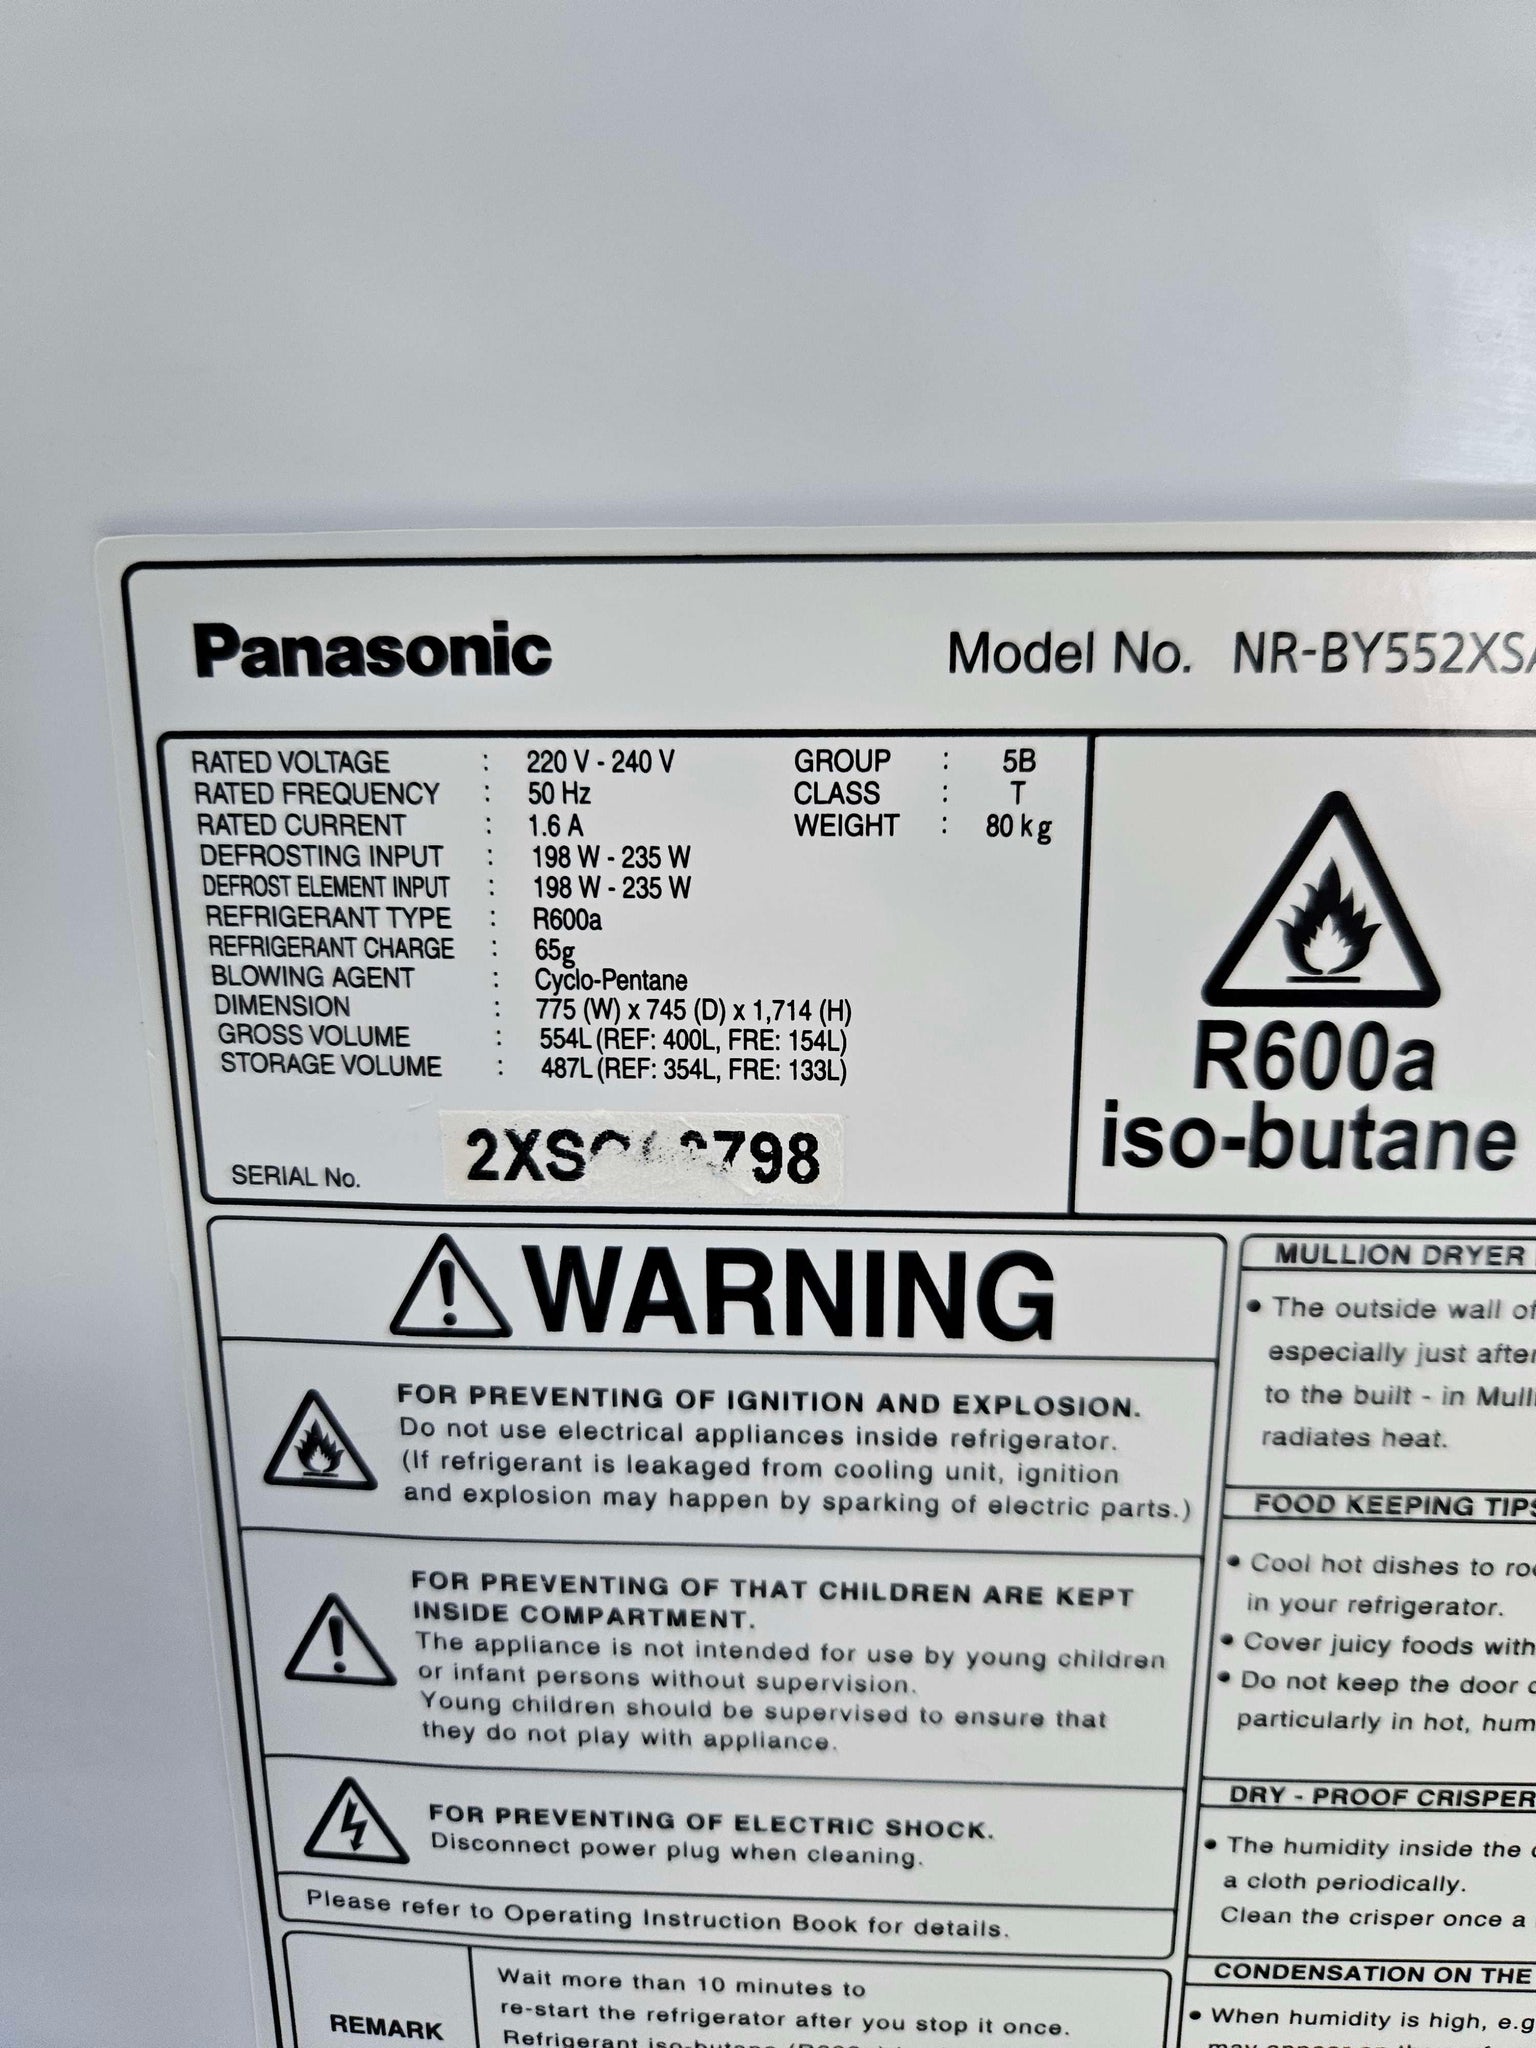 Panasonic Model No. NR-BY552XS
RATED VOLTAGE : 220 V - 240 V GROUP : 5B
RATED FREQUENCY : 50 Hz CLASS : T
RATED CURRENT : 1.6 A WEIGHT : 80 kg
DEFROSTING INPUT : 198 W - 235 W
DEFROST ELEMENT INPUT : 198 W - 235 W
REFRIGERANT TYPE : R600a
REFRIGERANT CHARGE : 65g
BLOWING AGENT : Cyclo-Pentane
DIMENSION : 775 (W) x 745 (D) x 1,714 (H)
GROSS VOLUME : 554L (REF: 400L, FRE: 154L)
STORAGE VOLUME : 487L (REF: 354L, FRE: 133L)
SERIAL No.
R600a
iso-butane
WARNING
FOR PREVENTING OF IGNITION AND EXPLOSION.
Do not use electrical appliances inside refrigerator.
(If refrigerant is leakaged from cooling unit, ignition
and explosion may happen by sparking of electric parts.)
FOR PREVENTING OF THAT CHILDREN ARE KEPT
INSIDE COMPARTMENT.
The appliance is not intended for use by young children
or infant persons without supervision.
Young children should be supervised to ensure that
they do not play with appliance.
FOR PREVENTING OF ELECTRIC SHOCK.
Disconnect power plug when cleaning.
Please refer to Operating Instruction Book for details.
REMARK
Wait more than 10 minutes to
re-start the refrigerator after you stop it once.
Refrigerant iso-butane
MULLION DRYER
• The outside wall of
especially just after
to the built - in
radiates heat.
FOOD KEEPING TIPS
• Cool hot dishes to
in your refrigerator.
• Cover juicy foods with
• Do not keep the door
particularly in hot,
DRY - PROOF CRISPER
• The humidity inside the
a cloth periodically.
Clean the crisper once a
CONDENSATION ON THE
• When humidity is high, e.g